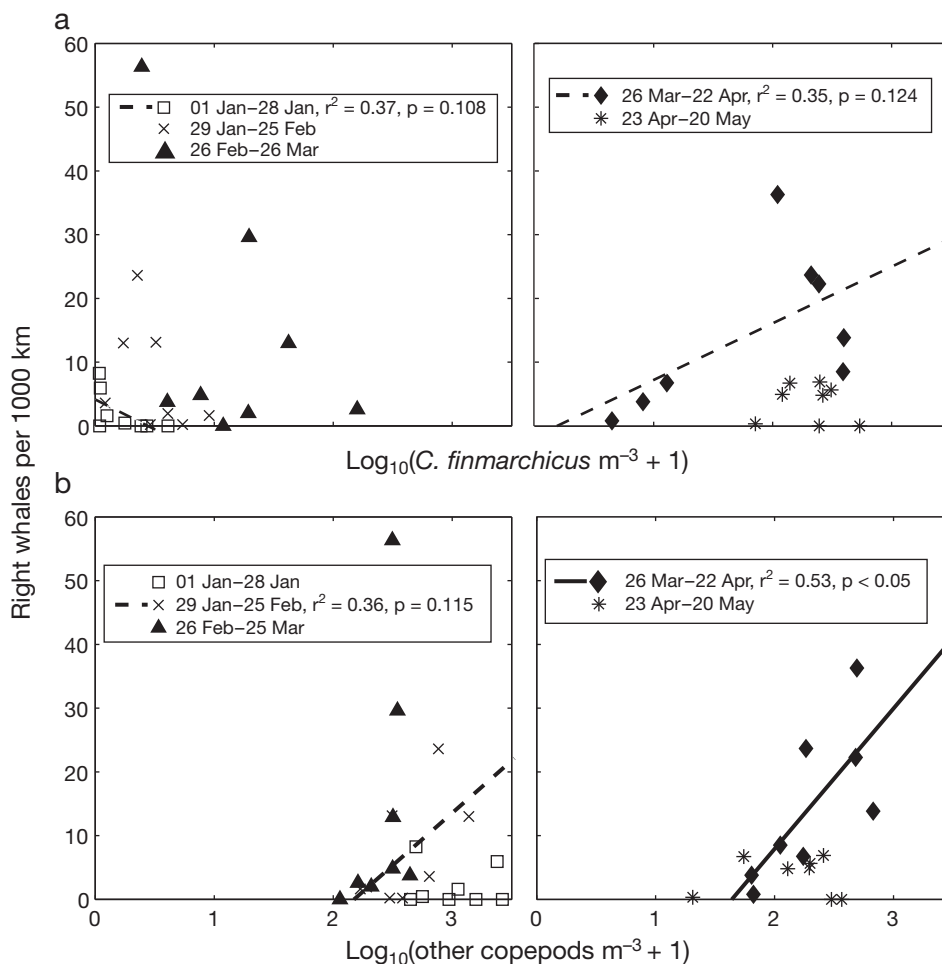 a
60
50
40
30
20
10
0
01 Jan–28 Jan, r² = 0.37, p = 0.108
29 Jan–25 Feb
26 Feb–26 Mar
26 Mar–22 Apr, r² = 0.35, p = 0.124
23 Apr–20 May
Log₁₀(C. finmarchicus m⁻³ + 1)
Right whales per 1000 km
b
60
50
40
30
20
10
0
01 Jan–28 Jan
29 Jan–25 Feb, r² = 0.36, p = 0.115
26 Feb–25 Mar
26 Mar–22 Apr, r² = 0.53, p < 0.05
23 Apr–20 May
0 1 2 3 0 1 2 3
Log₁₀(other copepods m⁻³ + 1)